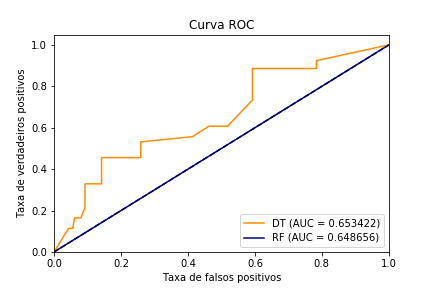 Curva ROC
Taxa de verdadeiros positivos
1.0
0.8
0.6
0.4
0.2
0.0
0.0 0.2 0.4 0.6 0.8 1.0
DT (AUC = 0.653422)
RF (AUC = 0.648656)
Taxa de falsos positivos